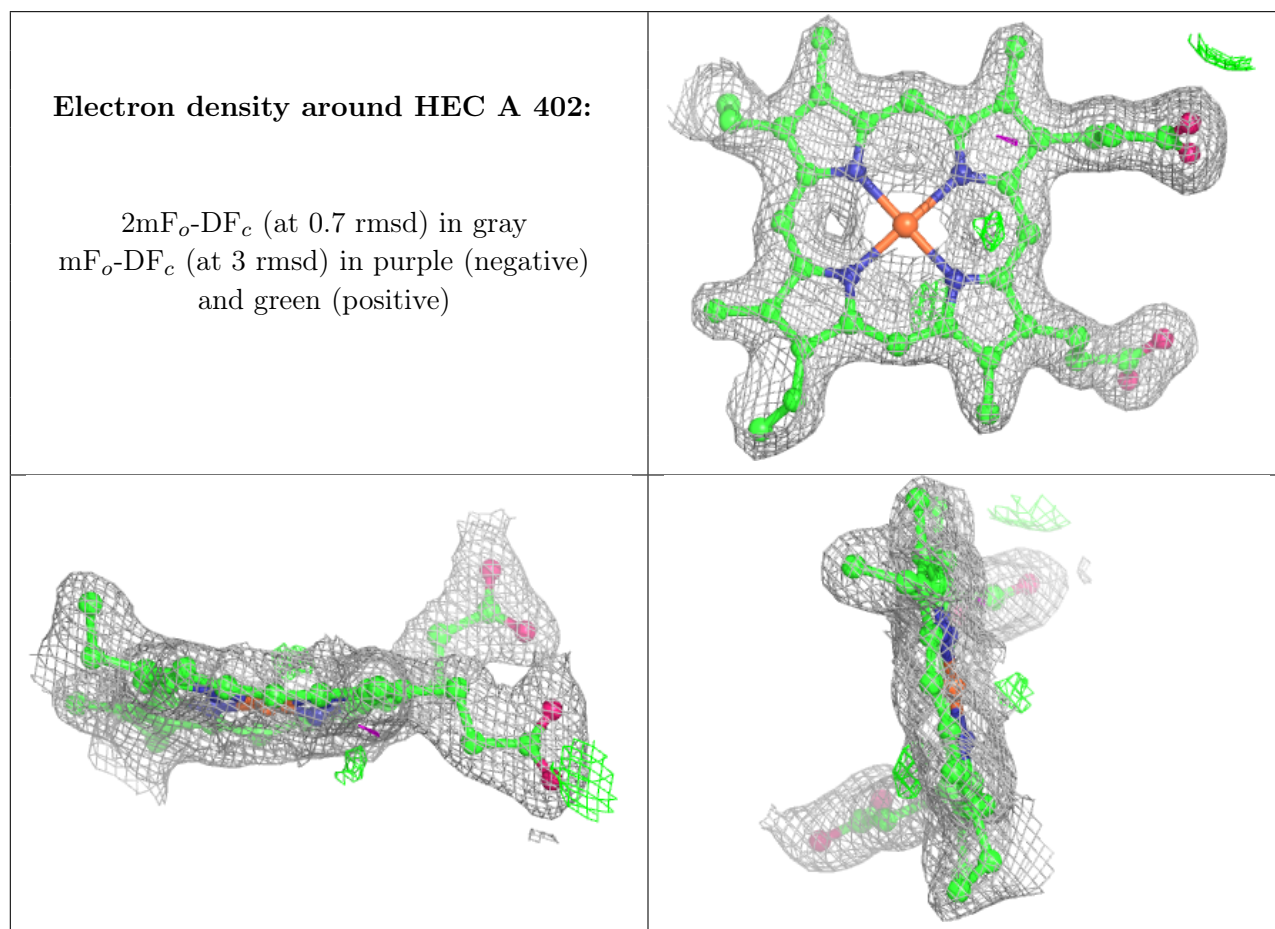 Electron density around HEC A 402:
2mFo-DFc (at 0.7 rmsd) in gray
mFo-DFc (at 3 rmsd) in purple (negative)
and green (positive)